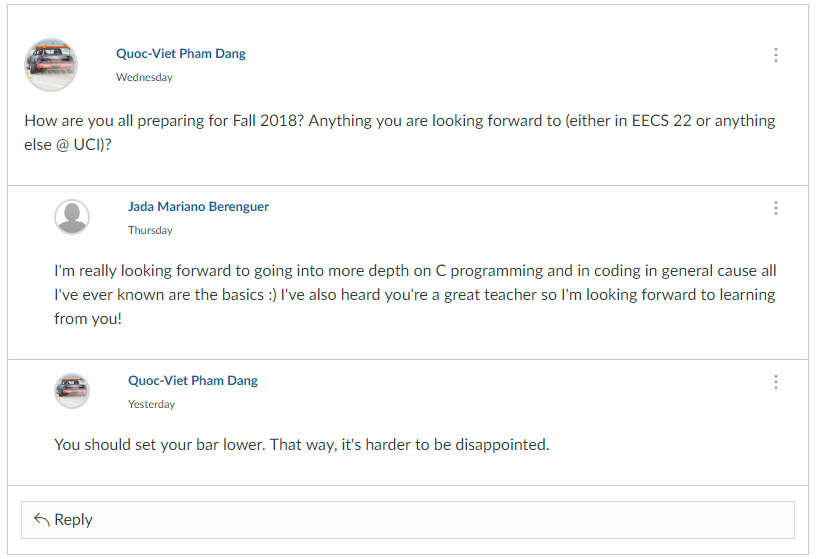 Quoc-Viet Pham Dang
Wednesday
How are you all preparing for Fall 2018? Anything you are looking forward to (either in EECS 22 or anything
else @ UCI)?
Jada Mariano Berenguer
Thursday
I'm really looking forward to going into more depth on C programming and in coding in general cause all
I've ever known are the basics :) I've also heard you're a great teacher so I'm looking forward to learning
from you!
Quoc-Viet Pham Dang
Yesterday
You should set your bar lower. That way, it's harder to be disappointed.
Reply